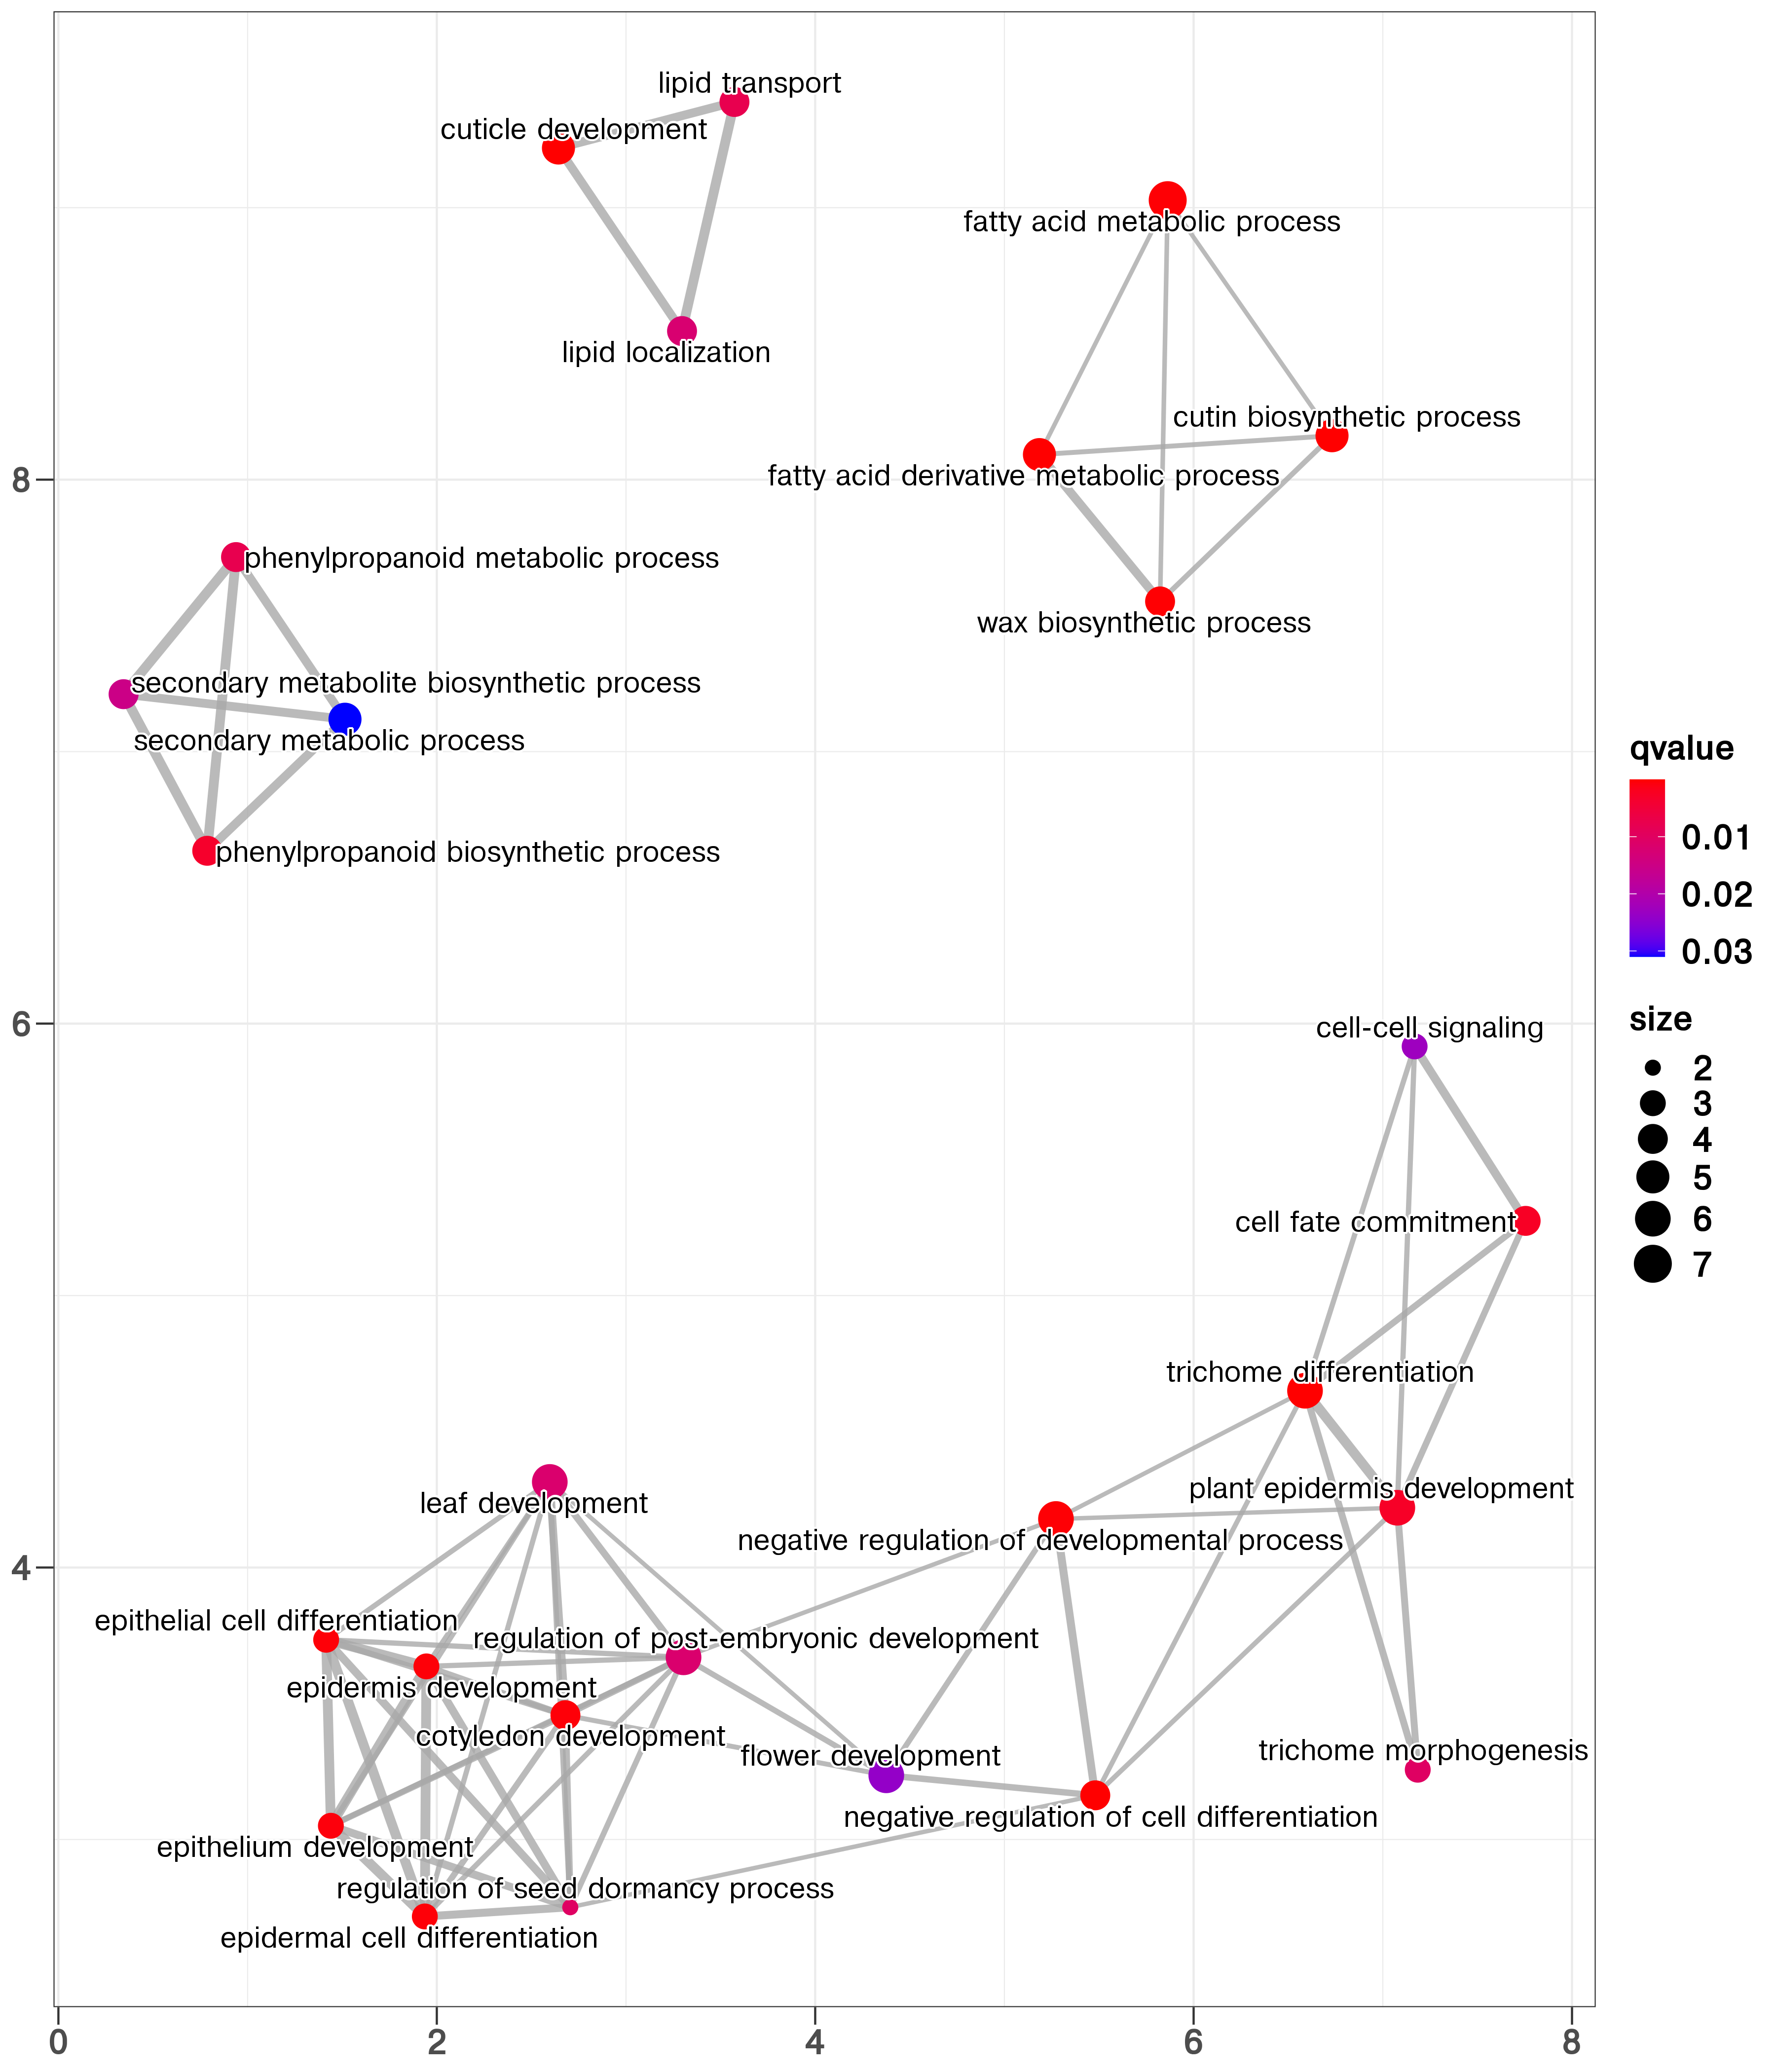 lipid transport
cuticle development
fatty acid metabolic process
lipid localization
cutin biosynthetic process
fatty acid derivative metabolic process
8
phenylpropanoid metabolic process
wax biosynthetic process
secondary metabolite biosynthetic process
secondary metabolic process
phenylpropanoid biosynthetic process
qvalue
0.01
0.02
0.03
6
size
2
3
4
5
6
7
cell-cell signaling
cell fate commitment
trichome differentiation
plant epidermis development
leaf development
negative regulation of developmental process
4
epithelial cell differentiation
regulation of post-embryonic development
epidermis development
cotyledon development
flower development
trichome morphogenesis
negative regulation of cell differentiation
epithelium development
regulation of seed dormancy process
epidermal cell differentiation
0 2 4 6 8